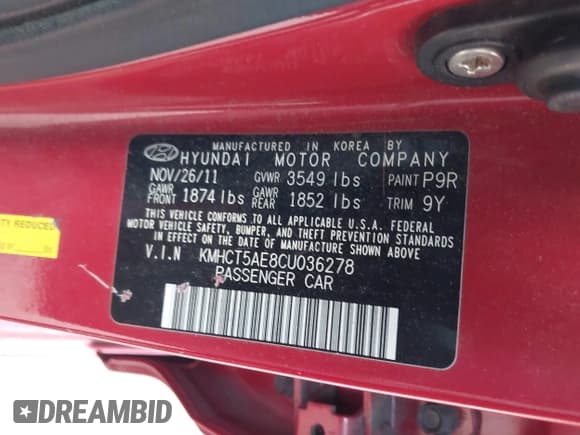 MANUFACTURED IN KOREA BY
HYUNDAI MOTOR COMPANY
NOV/26/11 GVWR 3549 lbs PAINT P9R
GAWR FRONT 1874 lbs GAWR REAR 1852 lbs TRIM 9Y
THIS VEHICLE CONFORMS TO ALL APPLICABLE U.S.A. FEDERAL
MOTOR VEHICLE SAFETY, BUMPER, AND THEFT PREVENTION STANDARDS
IN EFFECT ON THE DATE OF MANUFACTURE SHOWN ABOVE.
V.I.N KMHCT5AE8CU036278
PASSENGER CAR
REDUCED
DREAMBID